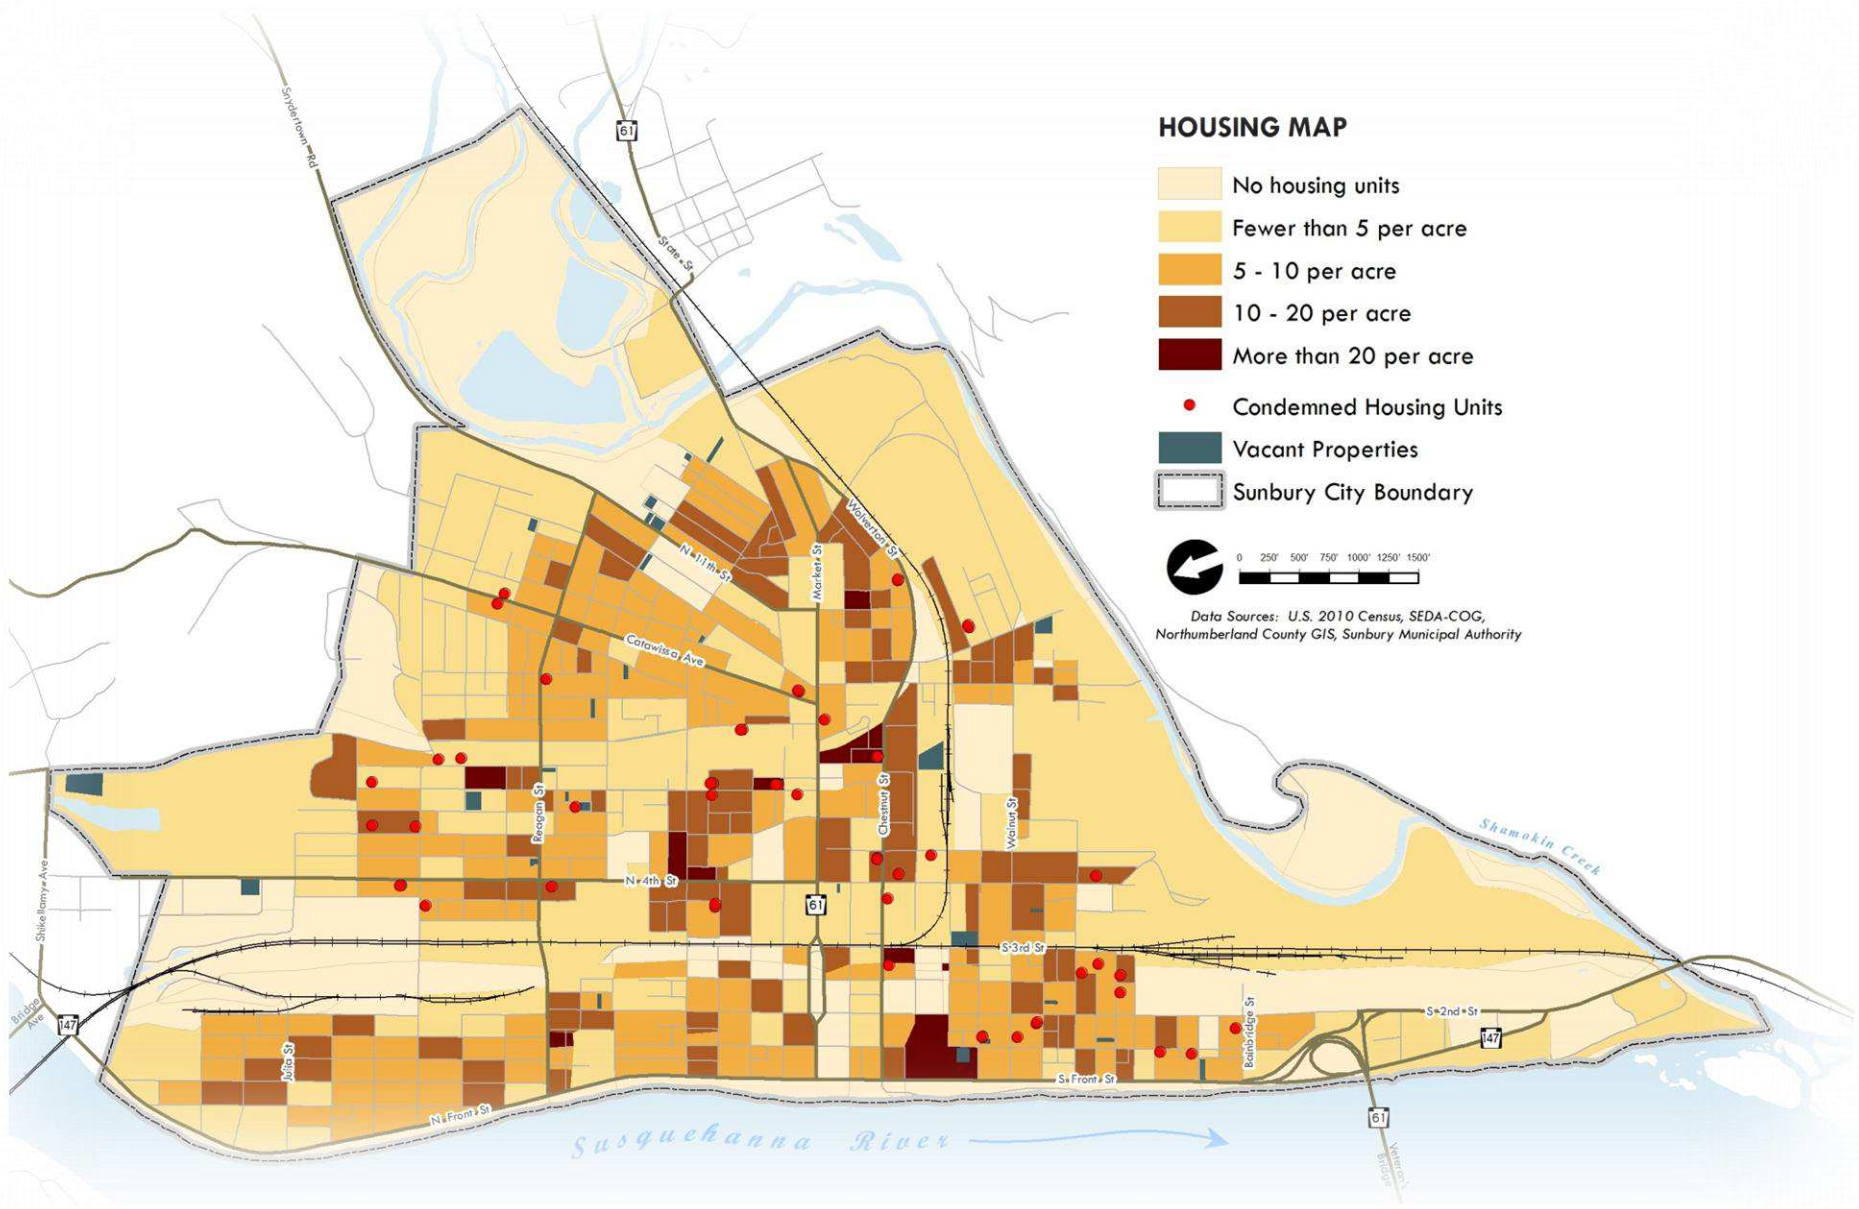 HOUSING MAP
No housing units
Fewer than 5 per acre
5 - 10 per acre
10 - 20 per acre
More than 20 per acre
Condemned Housing Units
Vacant Properties
Sunbury City Boundary
0 250' 500' 750' 1000' 1250' 1500'
Data Sources: U.S. 2010 Census, SEDA-COG,
Northumberland County GIS, Sunbury Municipal Authority
Snydertown Rd
61
State St
Wolverton St
N 11th St
Market St
Catawissa Ave
Reagan St
Chestnut St
Walnut St
Shamokin Creek
Shikellamy Ave
N 4th St
61
S 3rd St
Bridge Ave
147
Julia St
Bainbridge St
S 2nd St
147
S Front St
N Front St
61
Susquehanna River
Veteran's Bridge